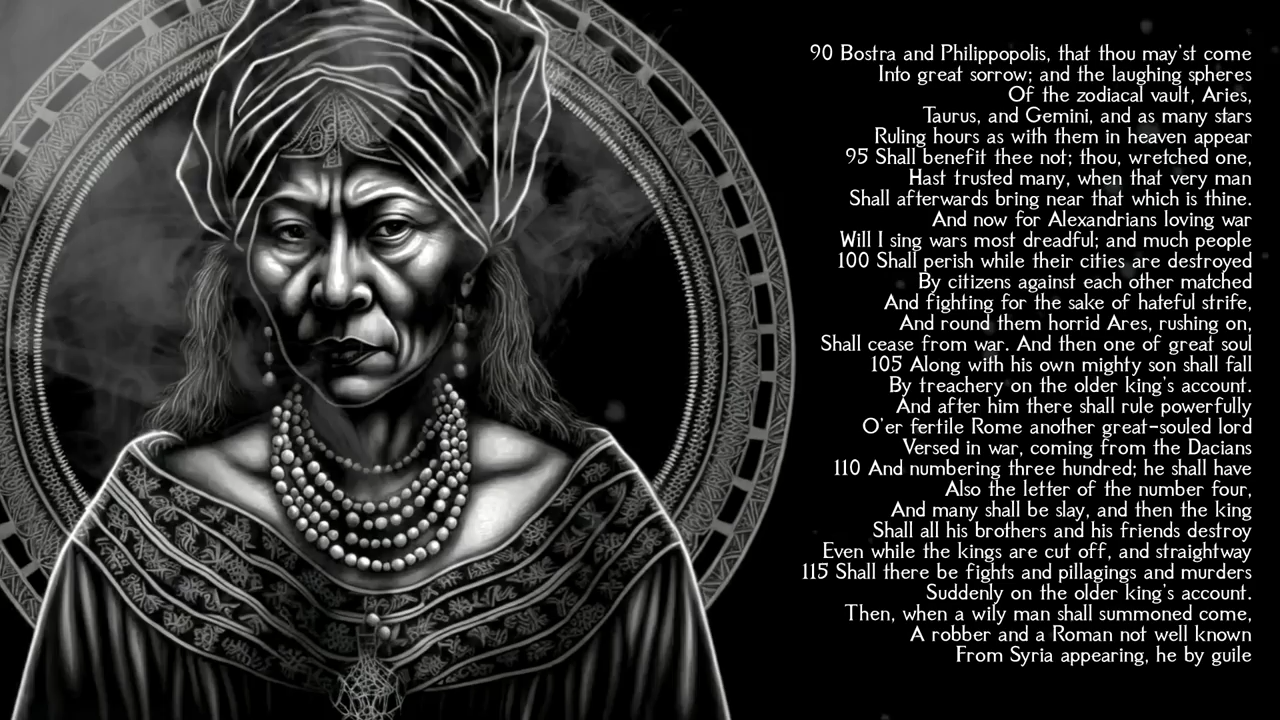 90 Bostra and Philippopolis, that thou may'st come
Into great sorrow; and the laughing spheres
Of the zodiacal vault, Aries,
Taurus, and Gemini, and as many stars
Ruling hours as with them in heaven appear
95 Shall benefit thee not; thou, wretched one,
Hast trusted many, when that very man
Shall afterwards bring near that which is thine.
And now for Alexandrians loving war
Will I sing wars most dreadful; and much people
100 Shall perish while their cities are destroyed
By citizens against each other matched
And fighting for the sake of hateful strife,
And round them horrid Ares, rushing on,
Shall cease from war. And then one of great soul
105 Along with his own mighty son shall fall
By treachery on the older king's account.
And after him there shall rule powerfully
O'er fertile Rome another great-souled lord
Versed in war, coming from the Dacians
110 And numbering three hundred; he shall have
Also the letter of the number four,
And many shall be slay, and then the king
Shall all his brothers and his friends destroy
Even while the kings are cut off, and straightway
115 Shall there be fights and pillagings and murders
Suddenly on the older king's account.
Then, when a wily man shall summoned come,
A robber and a Roman not well known
From Syria appearing, he by guile